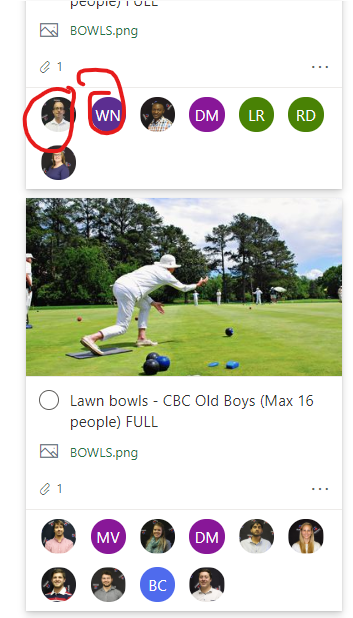 people) FULL
BOWLS.png
1
WN DM LR RD
Lawn bowls - CBC Old Boys (Max 16
people) FULL
BOWLS.png
1
MV DM
BC